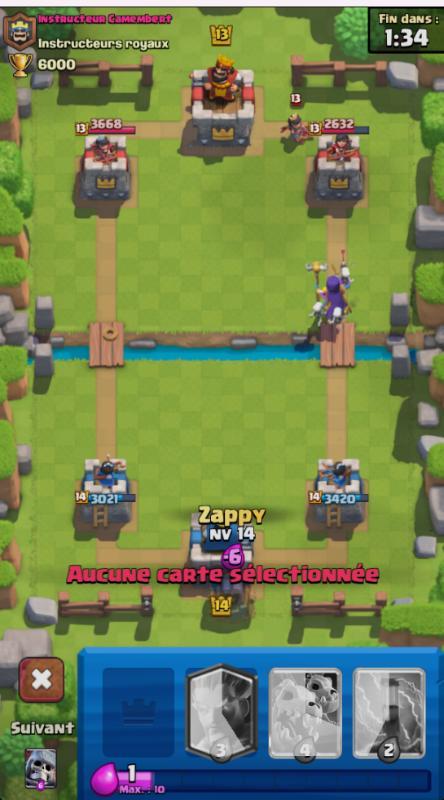 Instructeur Camembert
Instructeurs royaux
6000
Fin dans :
1:34
13
13
13 3668
13 2632
14 3021
14 3420
Zappy
NV 14
-6
Aucune carte sélectionnée
14
3
4
2
Suivant
6
1
Max. : 10